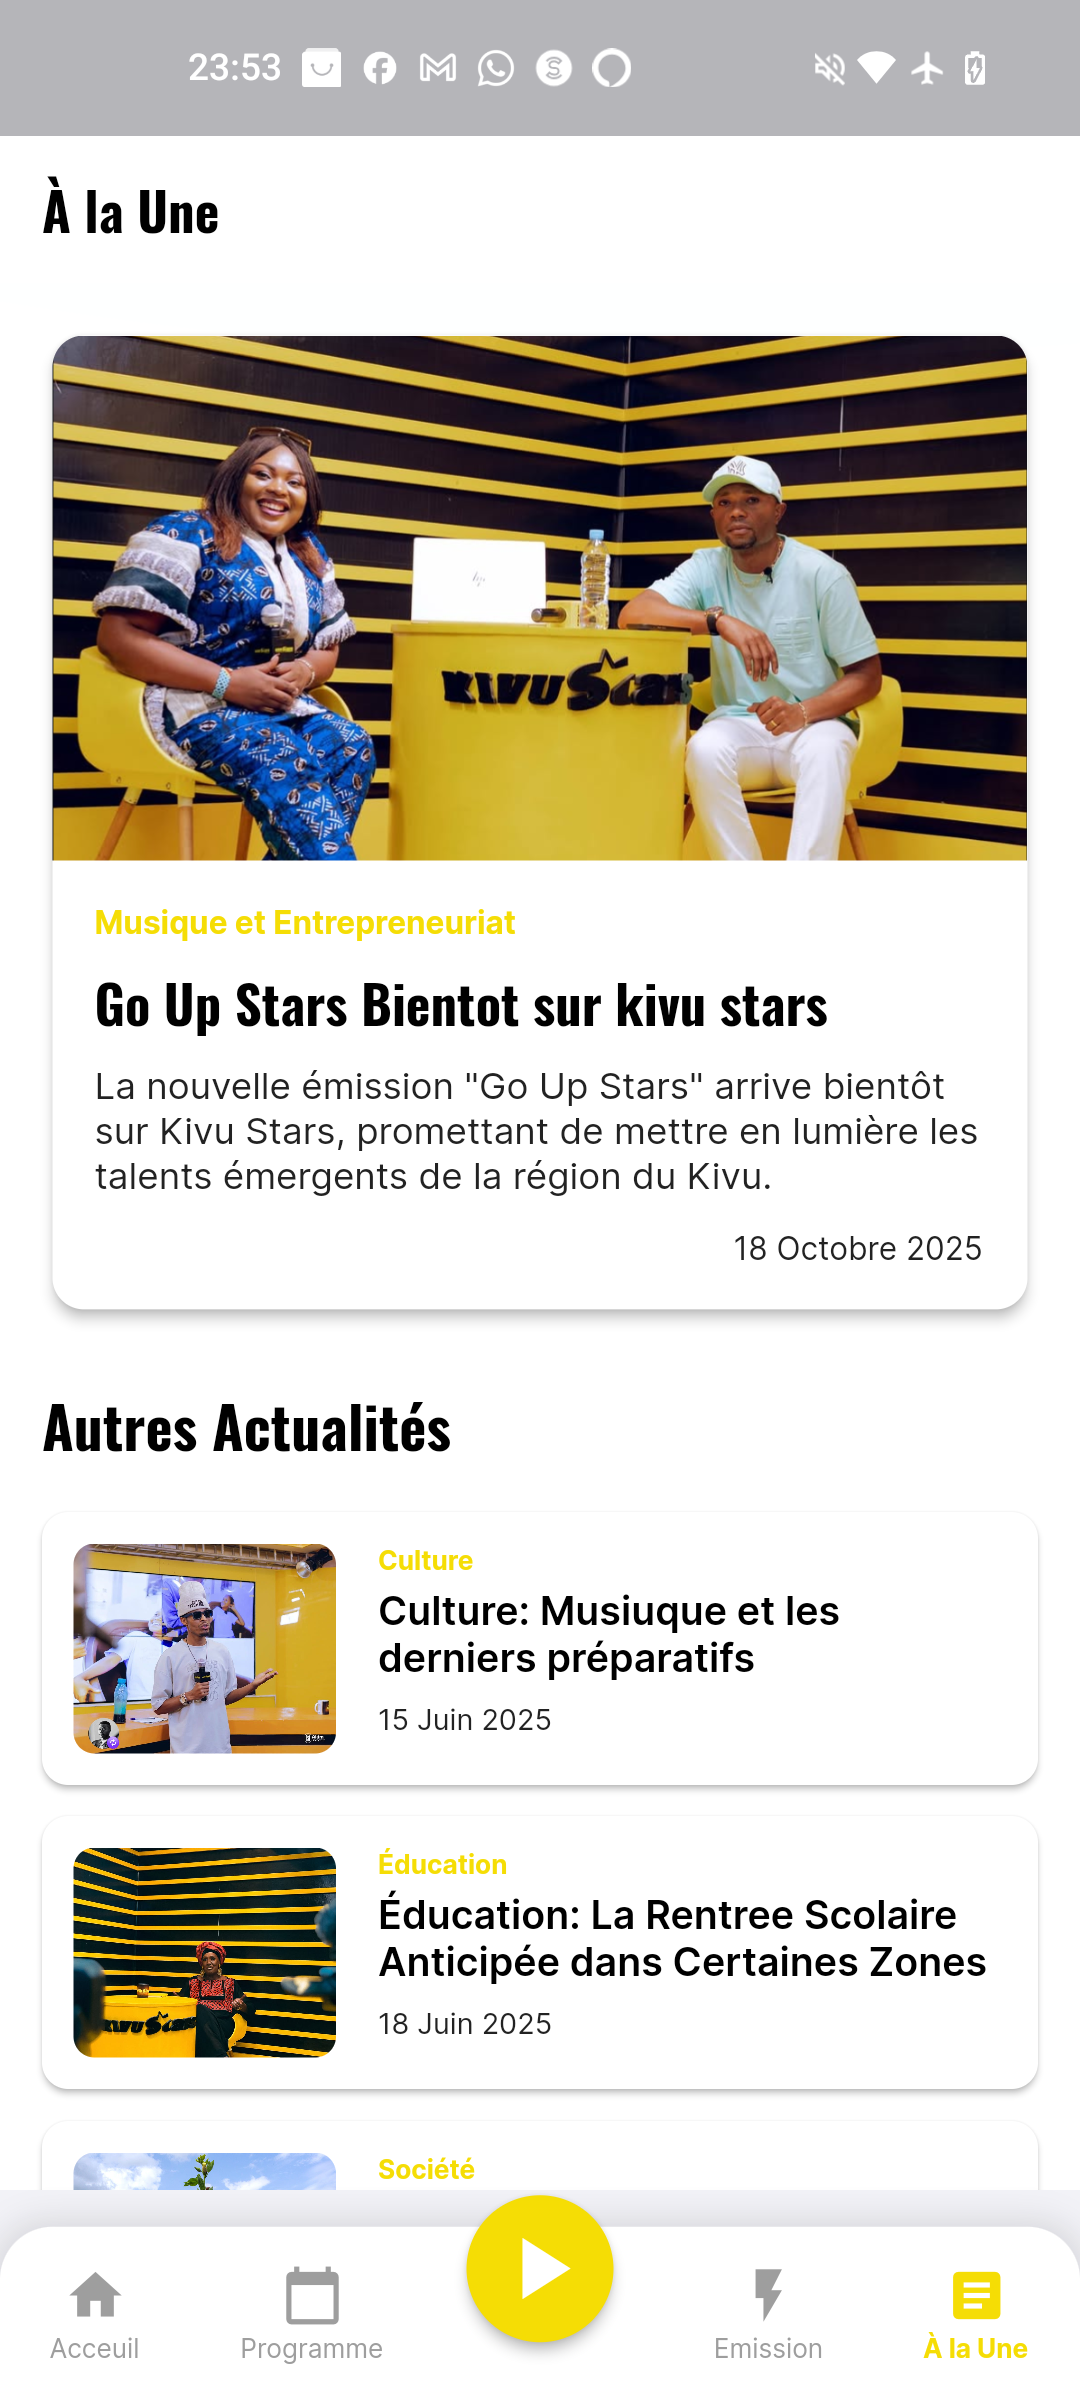 23:53
À la Une
KIVU Stars
Musique et Entrepreneuriat
Go Up Stars Bientot sur kivu stars
La nouvelle émission "Go Up Stars" arrive bientôt
sur Kivu Stars, promettant de mettre en lumière les
talents émergents de la région du Kivu.
18 Octobre 2025
Autres Actualités
Culture
Culture: Musiuque et les
derniers préparatifs
15 Juin 2025
Éducation
Éducation: La Rentree Scolaire
Anticipée dans Certaines Zones
18 Juin 2025
KIVU Stars
Société
Acceuil
Programme
Emission
À la Une